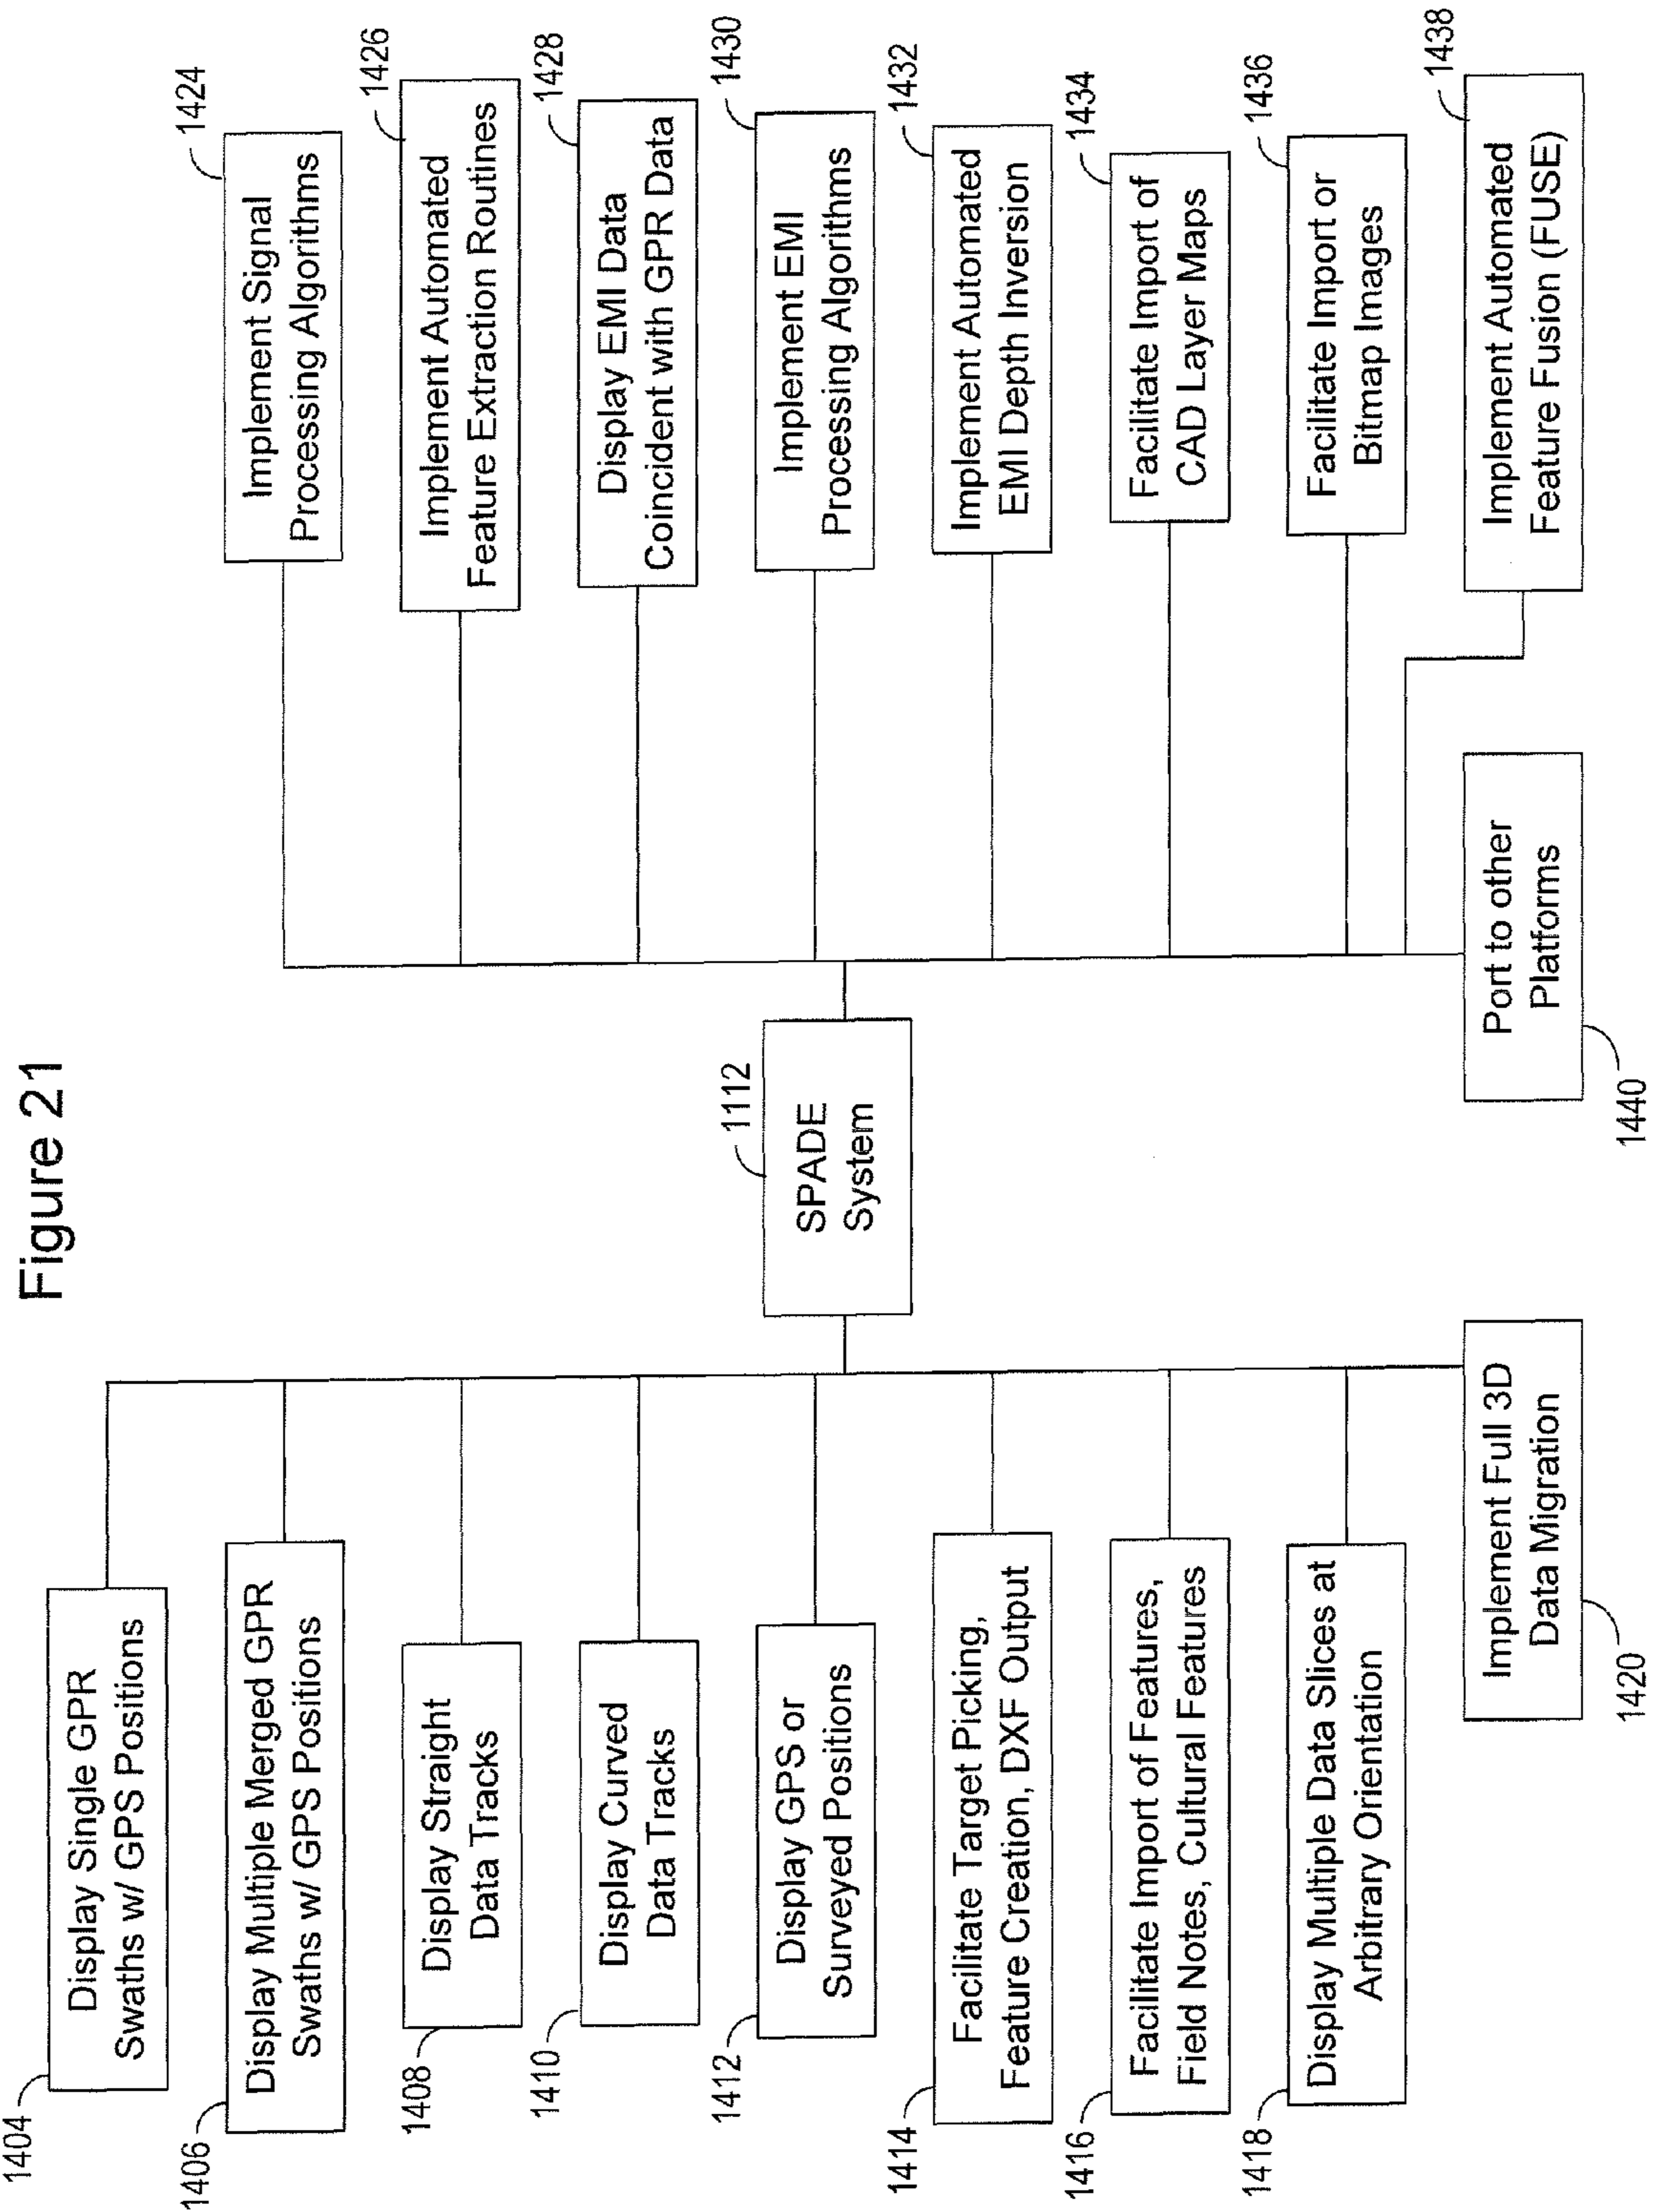 Figure 21
1404
Display Single GPR
Swaths w/ GPS Positions
1406
Display Multiple Merged GPR
Swaths w/ GPS Positions
1408
Display Straight
Data Tracks
1410
Display Curved
Data Tracks
1412
Display GPS or
Surveyed Positions
1414
Facilitate Target Picking,
Feature Creation, DXF Output
1416
Facilitate Import of Features,
Field Notes, Cultural Features
1418
Display Multiple Data Slices at
Arbitrary Orientation
Implement Full 3D
Data Migration
1420
1112
SPADE
System
1424
Implement Signal
Processing Algorithms
1426
Implement Automated
Feature Extraction Routines
1428
Display EMI Data
Coincident with GPR Data
1430
Implement EMI
Processing Algorithms
1432
Implement Automated
EMI Depth Inversion
1434
Facilitate Import of
CAD Layer Maps
1436
Facilitate Import or
Bitmap Images
1438
Implement Automated
Feature Fusion (FUSE)
Port to other
Platforms
1440